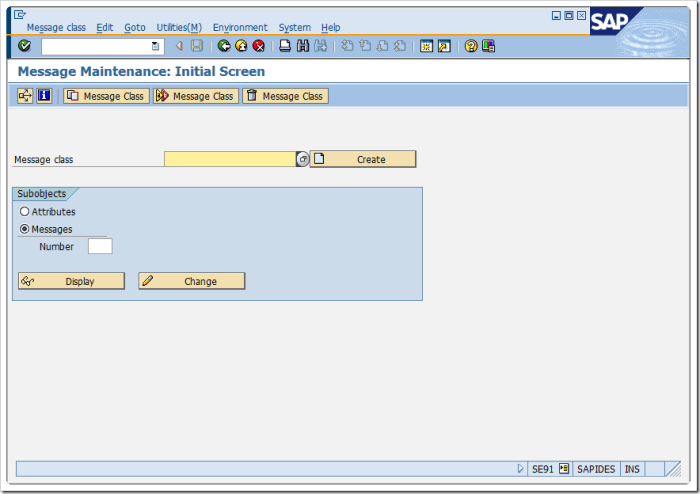 Message class Edit Goto Utilities(M) Environment System Help
SAP
Message Maintenance: Initial Screen
Message Class Message Class Message Class
Message class Create
Subobjects
Attributes
Messages
Number
Display Change
SE91 SAPIDES INS